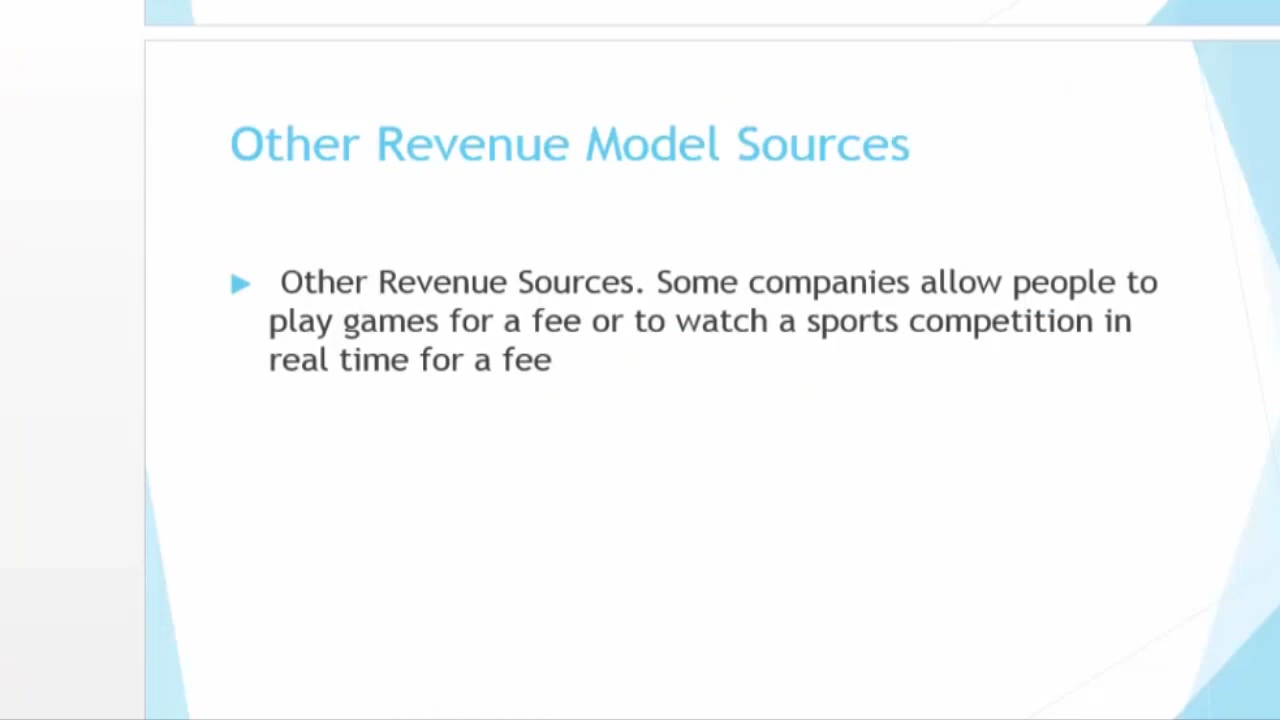 Other Revenue Model Sources
Other Revenue Sources. Some companies allow people to
play games for a fee or to watch a sports competition in
real time for a fee